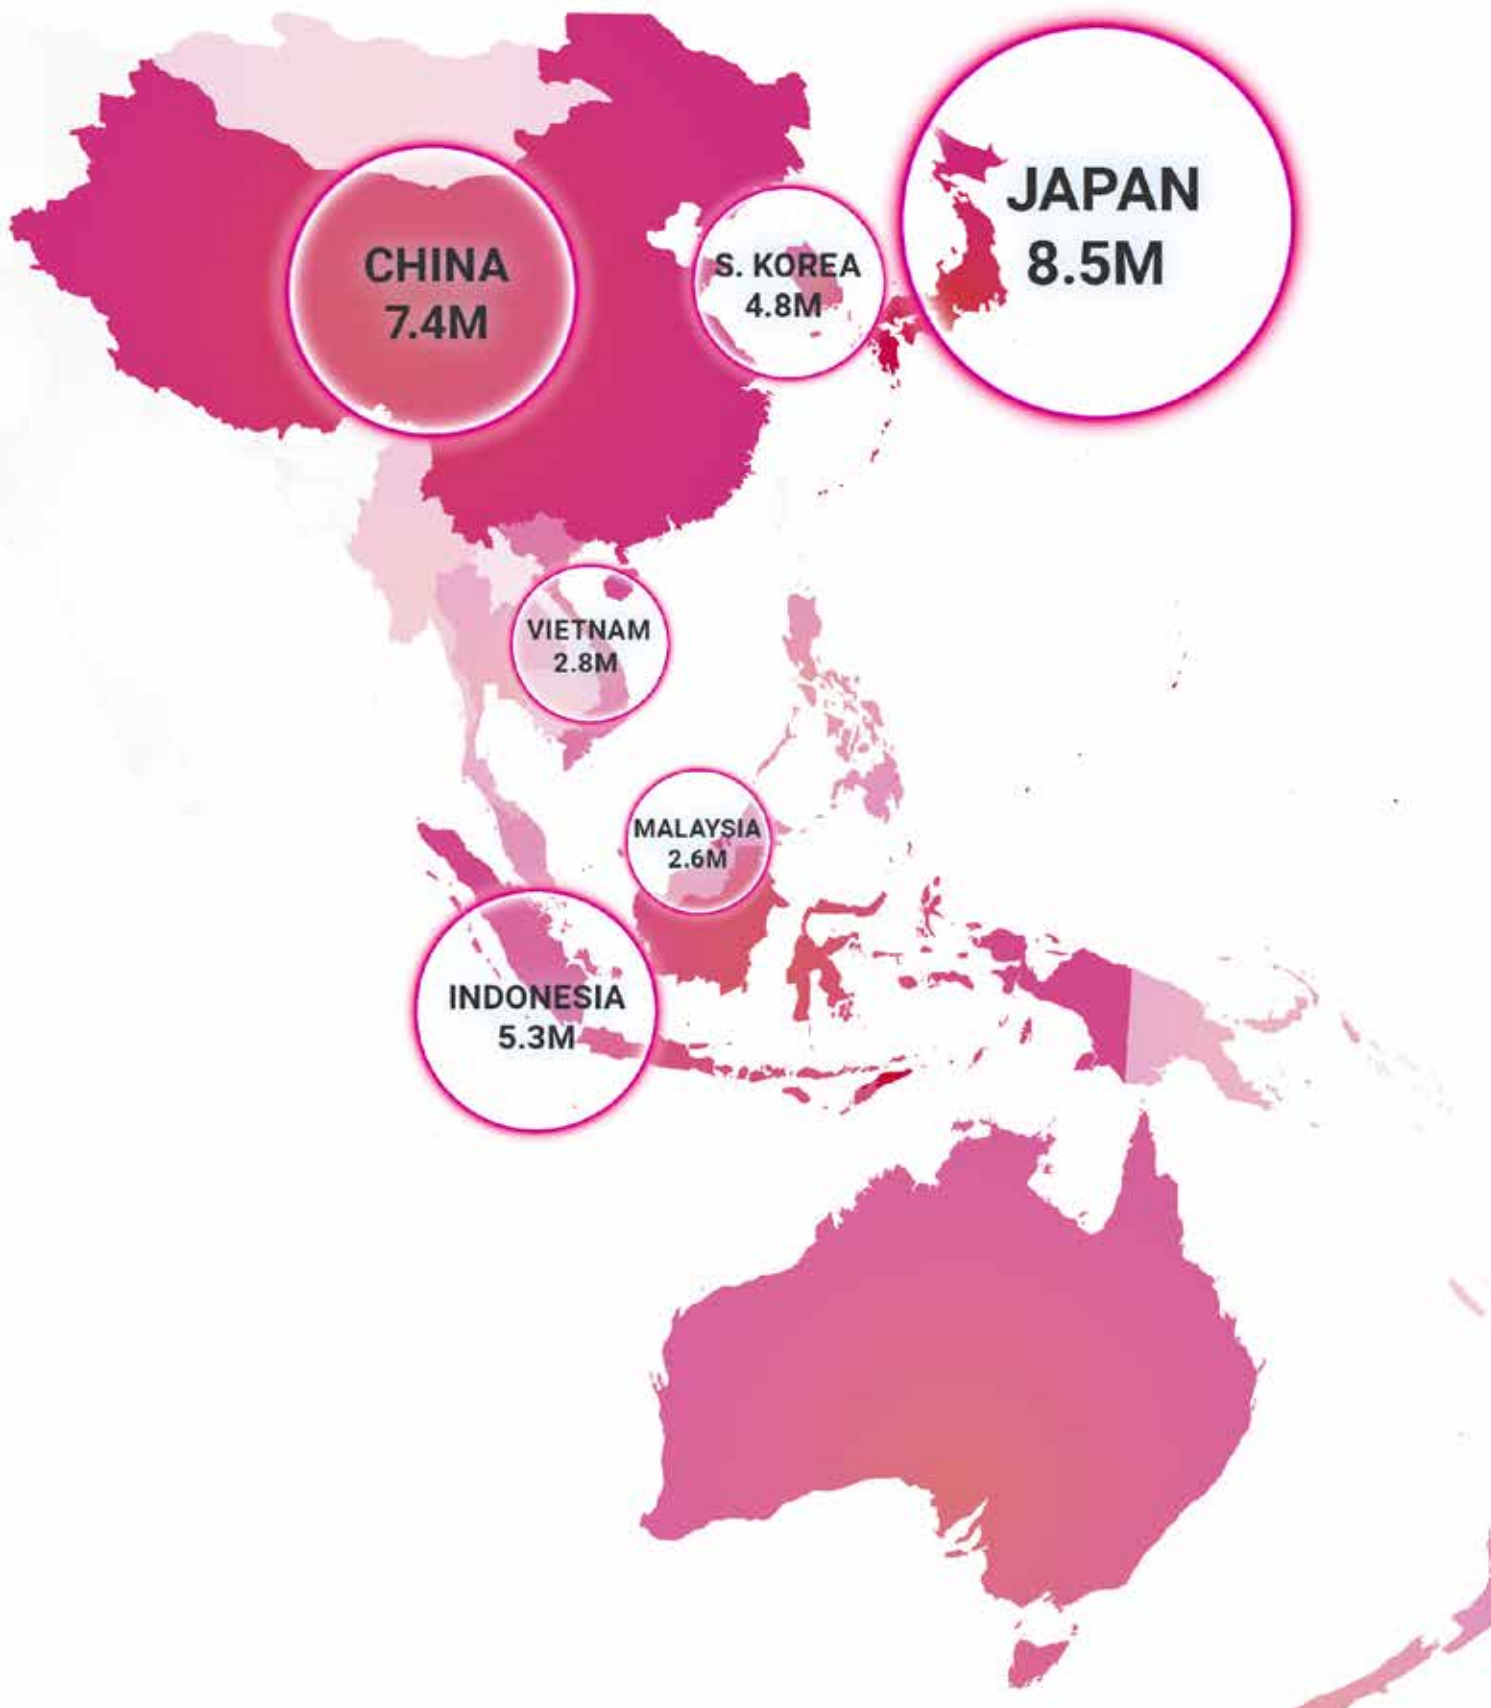 JAPAN
8.5M
CHINA
7.4M
S. KOREA
4.8M
VIETNAM
2.8M
MALAYSIA
2.6M
INDONESIA
5.3M